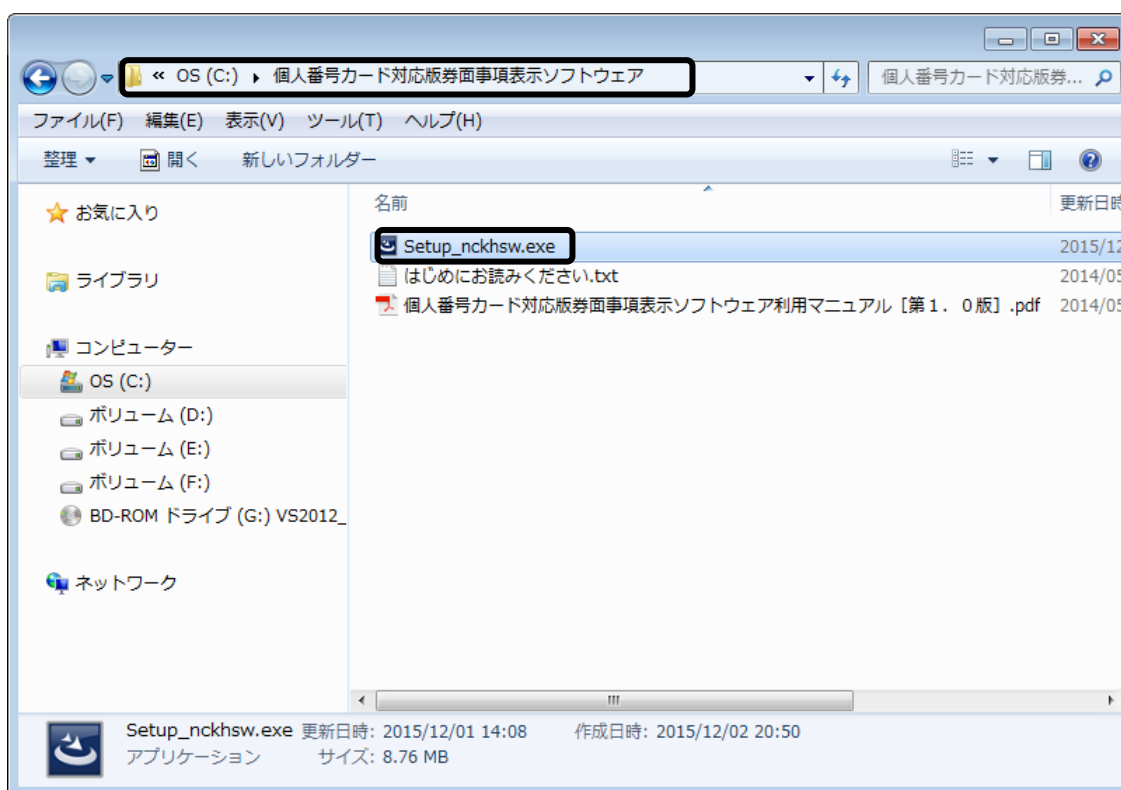 « OS (C:) ▸ 個人番号カード対応版券面事項表示ソフトウェア
個人番号カード対応版券...
ファイル(F) 編集(E) 表示(V) ツール(T) ヘルプ(H)
整理 ▼ 開く 新しいフォルダー
お気に入り
ライブラリ
コンピューター
OS (C:)
ボリューム (D:)
ボリューム (E:)
ボリューム (F:)
BD-ROM ドライブ (G:) VS2012_
ネットワーク
名前 更新日時
Setup_nckhsw.exe 2015/12
はじめにお読みください.txt 2014/05
個人番号カード対応版券面事項表示ソフトウェア利用マニュアル［第１．０版］.pdf 2014/05
Setup_nckhsw.exe 更新日時: 2015/12/01 14:08 作成日時: 2015/12/02 20:50
アプリケーション サイズ: 8.76 MB